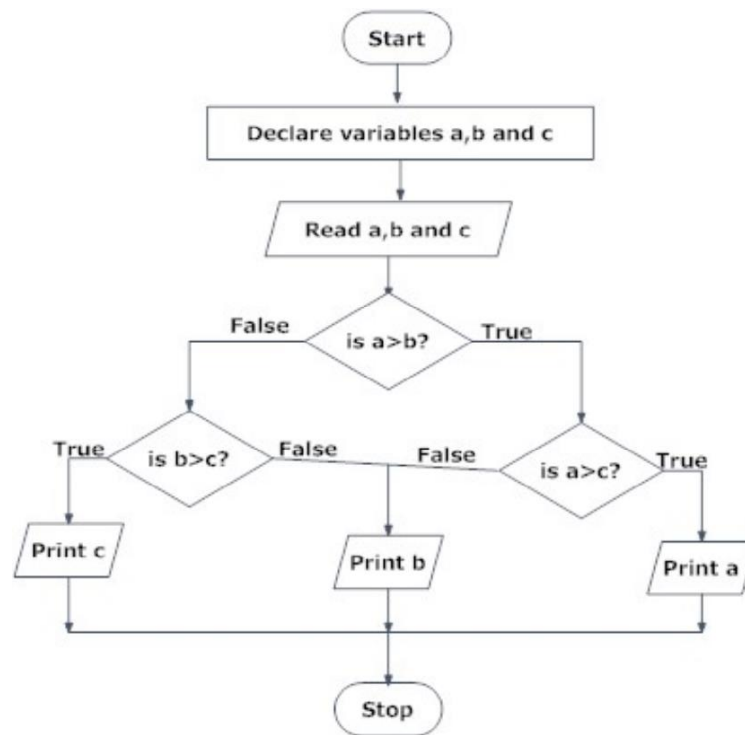 Start
Declare variables a,b and c
Read a,b and c
False
is a>b?
True
True
is b>c?
False
False
is a>c?
True
Print c
Print b
Print a
Stop